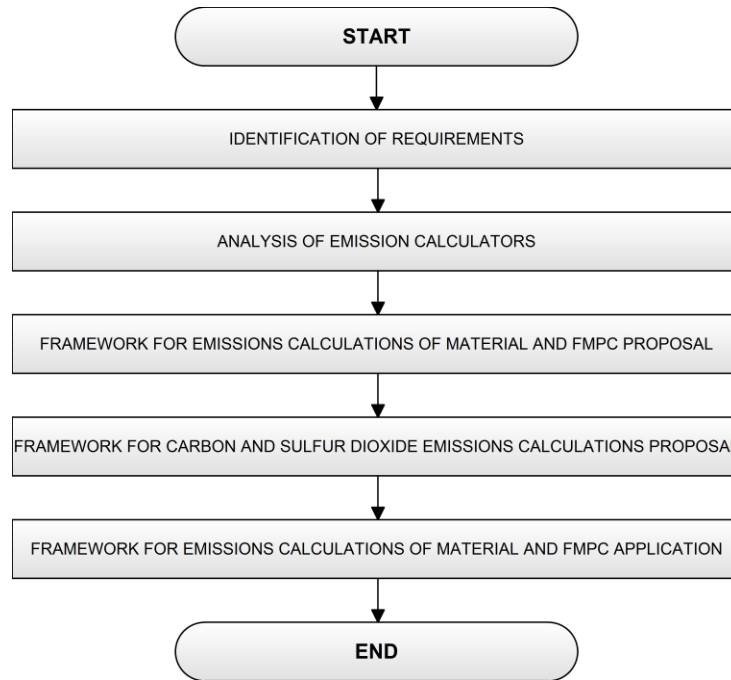 START
IDENTIFICATION OF REQUIREMENTS
ANALYSIS OF EMISSION CALCULATORS
FRAMEWORK FOR EMISSIONS CALCULATIONS OF MATERIAL AND FMPC PROPOSAL
FRAMEWORK FOR CARBON AND SULFUR DIOXIDE EMISSIONS CALCULATIONS PROPOSAL
FRAMEWORK FOR EMISSIONS CALCULATIONS OF MATERIAL AND FMPC APPLICATION
END